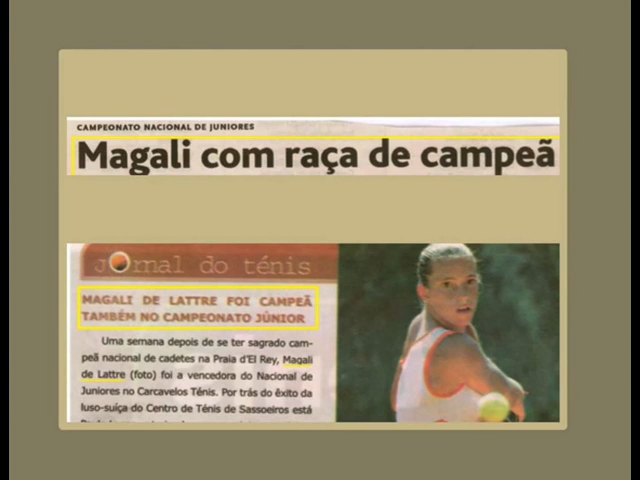 CAMPEONATO NACIONAL DE JUNIORES
Magali com raça de campeã
jOrnal do ténis
MAGALI DE LATTRE FOI CAMPEÃ
TAMBÉM NO CAMPEONATO JÚNIOR
Uma semana depois de se ter sagrado cam-
peã nacional de cadetes na Praia d'El Rey, Magali
de Lattre (foto) foi a vencedora do Nacional de
Juniores no Carcavelos Ténis. Por trás do êxito da
luso-suíça do Centro de Ténis de Sassoeiros está